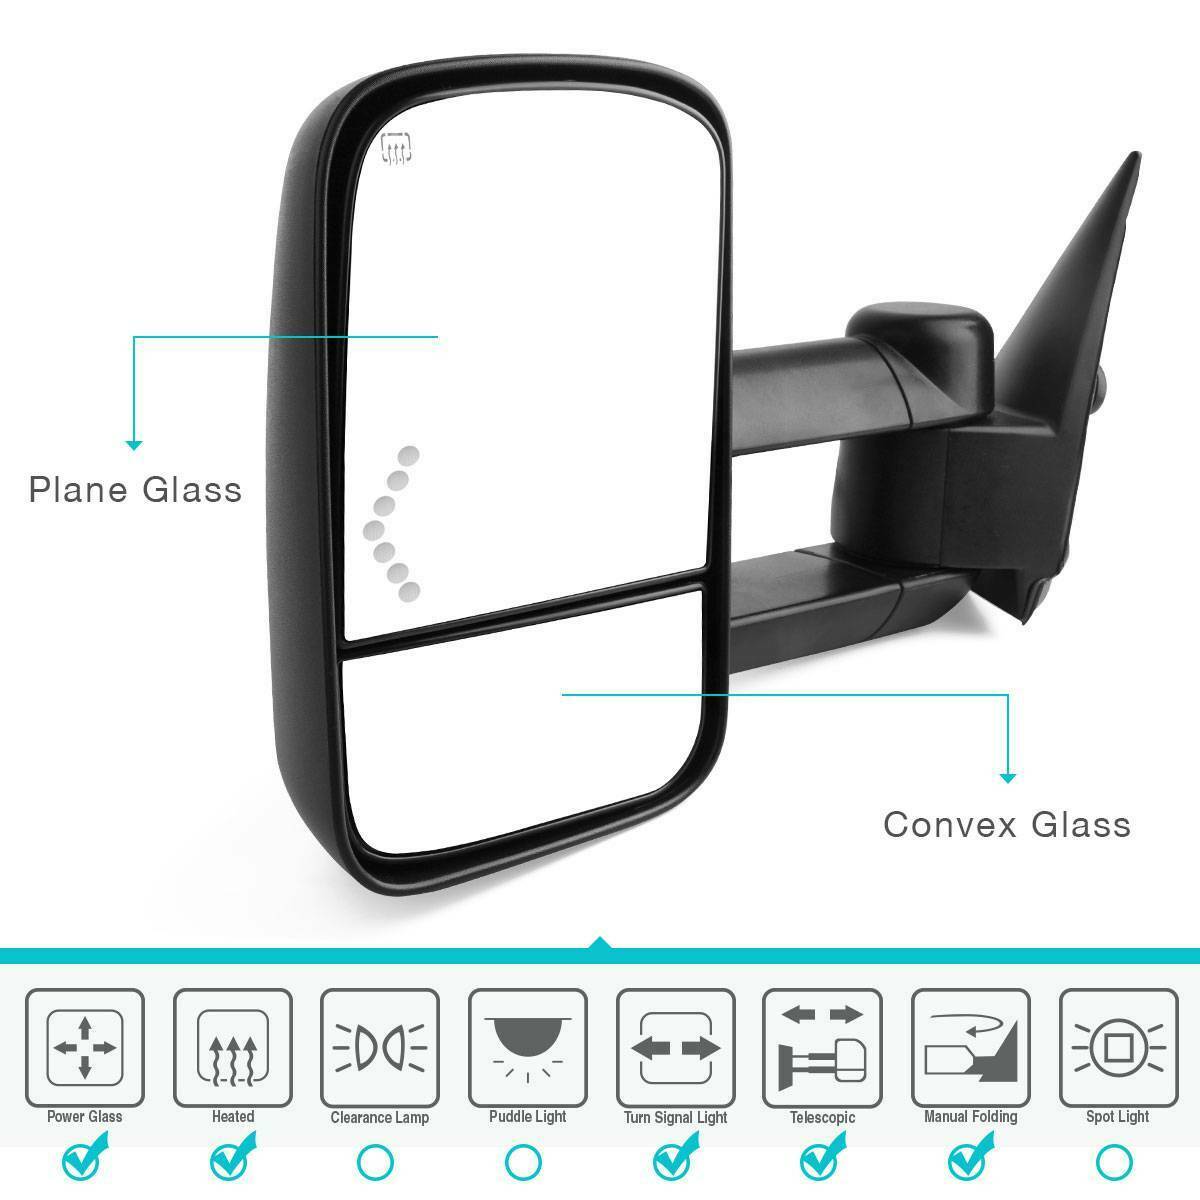 Plane Glass
Convex Glass
Power Glass
Heated
Clearance Lamp
Puddle Light
Turn Signal Light
Telescopic
Manual Folding
Spot Light